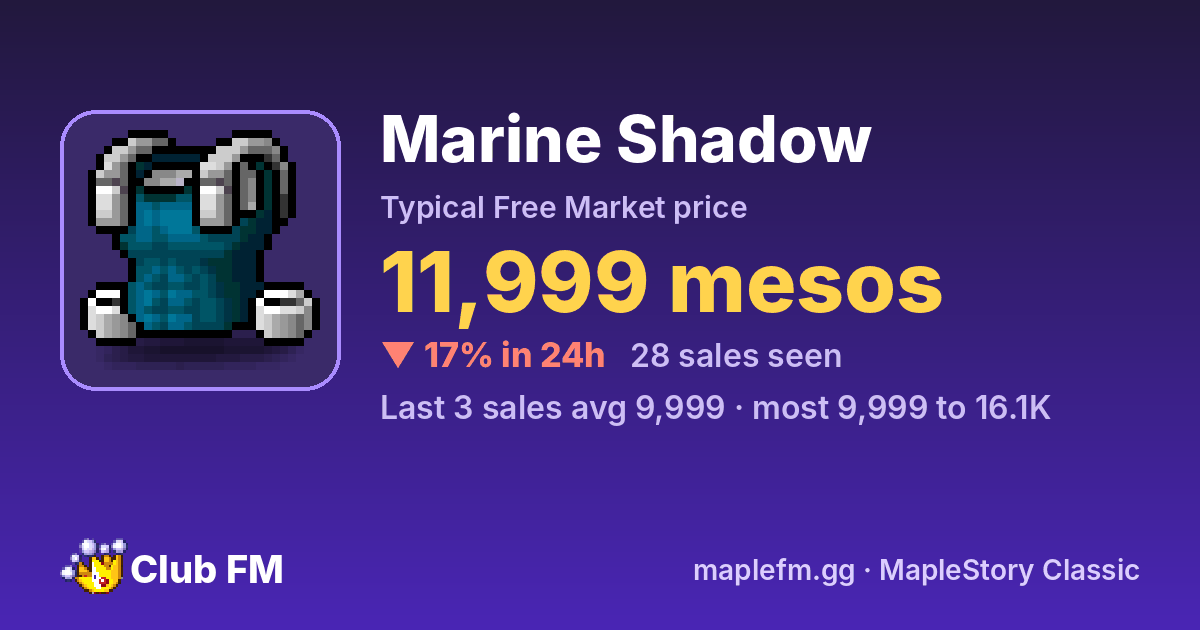 Marine Shadow
Typical Free Market price
11,999 mesos
▼ 17% in 24h 28 sales seen
Last 3 sales avg 9,999 · most 9,999 to 16.1K
Club FM
maplefm.gg · MapleStory Classic